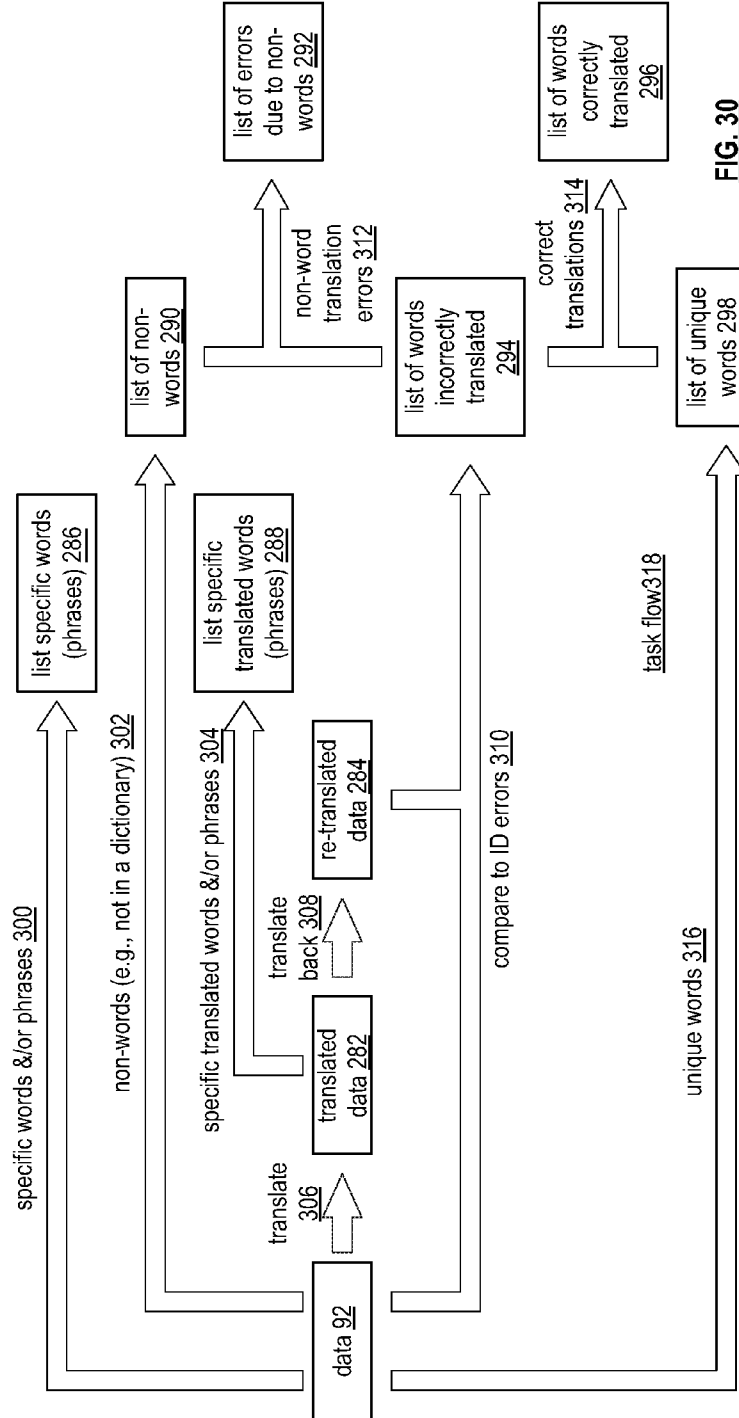 specific words &/or phrases 300
list specific words
(phrases) 286
non-words (e.g., not in a dictionary) 302
list of non-
words 290
list of errors
due to non-
words 292
specific translated words &/or phrases 304
list specific
translated words
(phrases) 288
non-word
translation
errors 312
data 92
translate
306
translated
data 282
translate
back 308
re-translated
data 284
compare to ID errors 310
list of words
incorrectly
translated
294
correct
translations 314
list of words
correctly
translated
296
unique words 316
task flow318
list of unique
words 298
FIG. 30